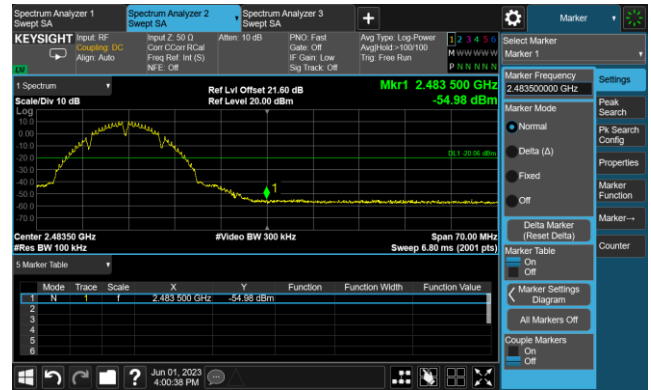 Spectrum Analyzer 1
Swept SA
Spectrum Analyzer 2
Swept SA
Spectrum Analyzer 3
Swept SA
+
Marker
KEYSIGHT
Input: RF
Coupling: DC
Align: Auto
Input Z: 50 Ω
Corr CCorr RCal
Freq Ref: Int (S)
NFE: Off
Atten: 10 dB
PNO: Fast
Gate: Off
IF Gain: Low
Sig Track: Off
Avg Type: Log-Power
Avg|Hold:>100/100
Trig: Free Run
1 2 3 4 5 6
M W W W W W
P N N N N N
Select Marker
Marker 1
1 Spectrum
Scale/Div 10 dB
Log
Ref Lvl Offset 21.60 dB
Ref Level 20.00 dBm
Mkr1 2.483 500 GHz
-54.98 dBm
10.0
0.00
-10.0
-20.0
-30.0
-40.0
-50.0
-60.0
-70.0
DL1 -20.06 dBm
1
Center 2.48350 GHz
#Res BW 100 kHz
#Video BW 300 kHz
Span 70.00 MHz
Sweep 6.80 ms (2001 pts)
5 Marker Table
Mode Trace Scale X Y Function Function Width Function Value
1 N 1 f 2.483 500 GHz -54.98 dBm
2
3
4
5
6
Marker Frequency
2.483500000 GHz
Marker Mode
Normal
Delta (Δ)
Fixed
Off
Delta Marker
(Reset Delta)
Marker Table
On
Off
Marker Settings
Diagram
All Markers Off
Couple Markers
On
Off
Settings
Peak
Search
Pk Search
Config
Properties
Marker
Function
Marker→
Counter
?
Jun 01, 2023
4:00:38 PM